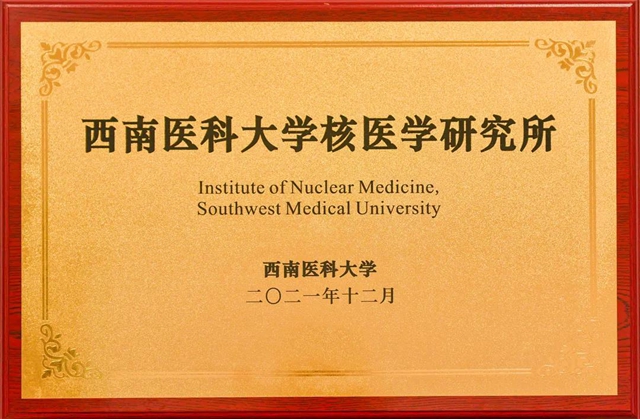 西南医科大学核医学研究所
Institute of Nuclear Medicine,
Southwest Medical University
西南医科大学
二〇二一年十二月